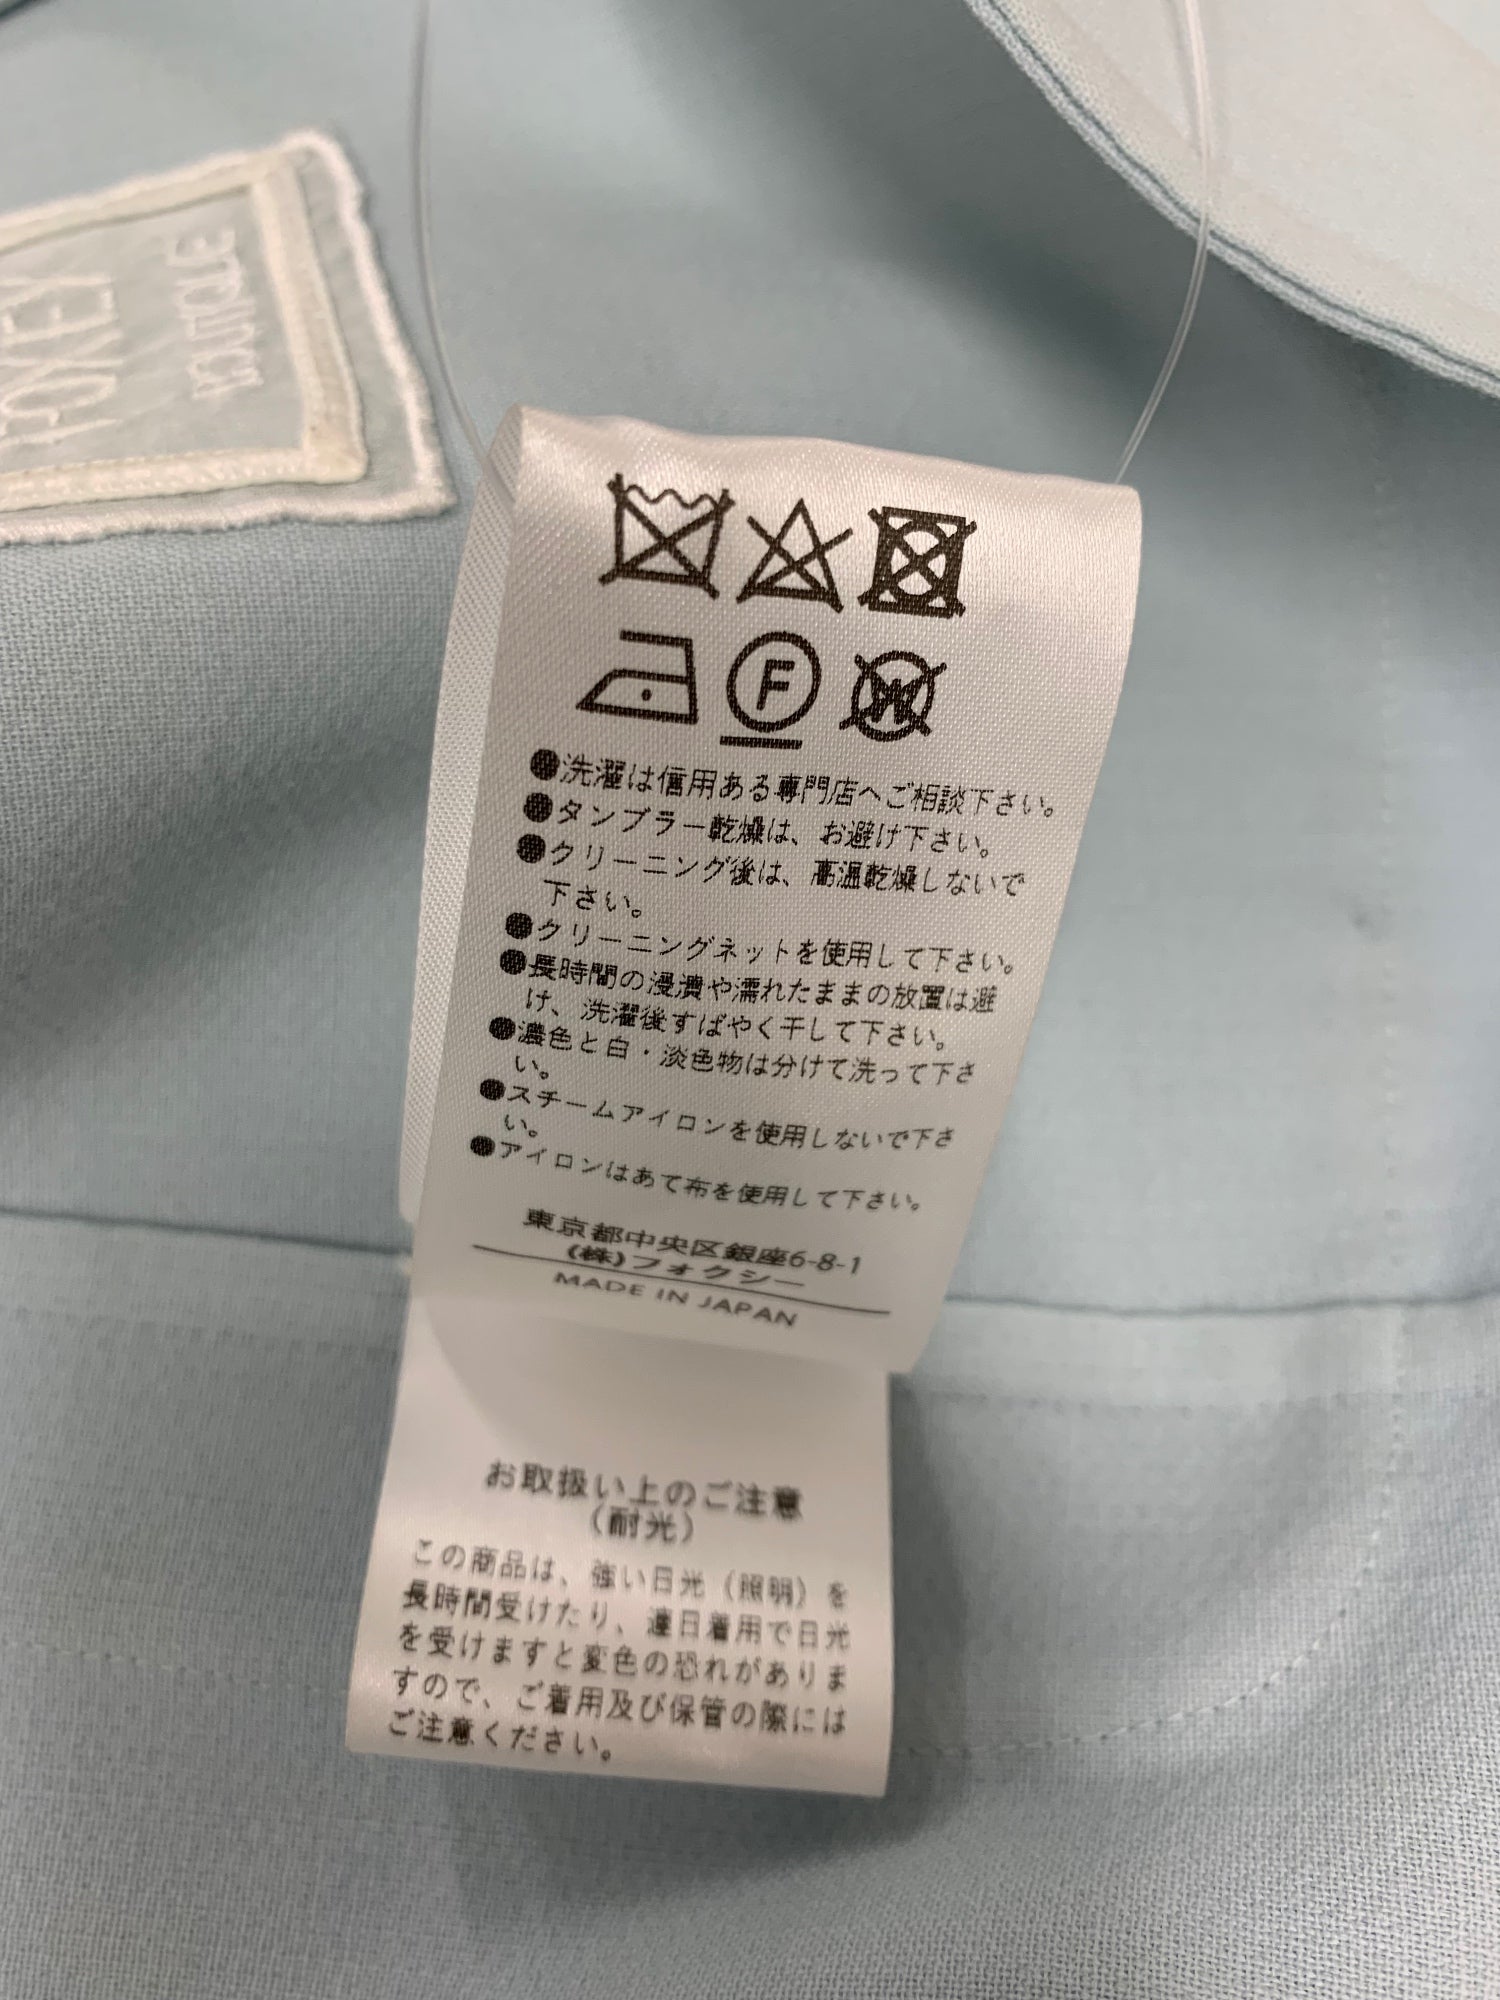 FOXEY
BOUTIQUE
F
W
●洗濯は信用ある専門店へご相談下さい。
●タンブラー乾燥は、お避け下さい。
●クリーニング後は、高温乾燥しないで
下さい。
●クリーニングネットを使用して下さい。
●長時間の浸漬や濡れたままの放置は避
け、洗濯後すばやく干して下さい。
●濃色と白・淡色物は分けて洗って下さ
い。
●スチームアイロンを使用しないで下さ
い。
●アイロンはあて布を使用して下さい。
東京都中央区銀座6-8-1
(株)フォクシー
MADE IN JAPAN
お取扱い上のご注意
（耐光）
この商品は、強い日光（照明）を
長時間受けたり、連日着用で日光
を受けますと変色の恐れがありま
すので、ご着用及び保管の際には
ご注意ください。